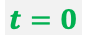 t = 0